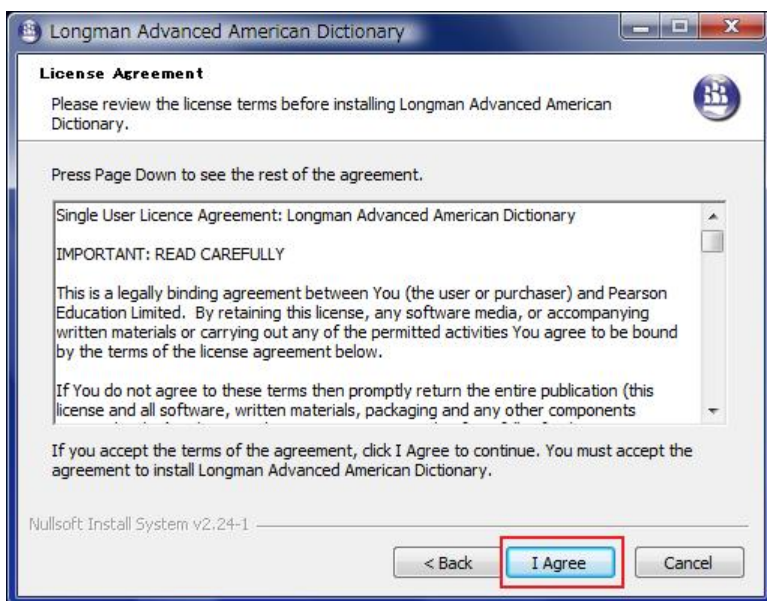 Longman Advanced American Dictionary
License Agreement
Please review the license terms before installing Longman Advanced American
Dictionary.
Press Page Down to see the rest of the agreement.
Single User Licence Agreement: Longman Advanced American Dictionary
IMPORTANT: READ CAREFULLY
This is a legally binding agreement between You (the user or purchaser) and Pearson
Education Limited.  By retaining this license, any software media, or accompanying
written materials or carrying out any of the permitted activities You agree to be bound
by the terms of the license agreement below.
If You do not agree to these terms then promptly return the entire publication (this
license and all software, written materials, packaging and any other components
If you accept the terms of the agreement, click I Agree to continue. You must accept the
agreement to install Longman Advanced American Dictionary.
Nullsoft Install System v2.24-1
< Back I Agree Cancel